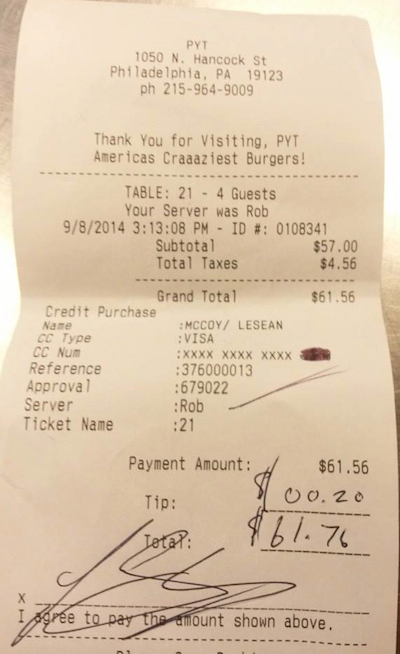 PYT
1050 N. Hancock St
Philadelphia, PA 19123
ph 215-964-9009
Thank You for Visiting, PYT
Americas Craaaziest Burgers!
TABLE: 21 - 4 Guests
Your Server was Rob
9/8/2014 3:13:08 PM - ID #: 0108341
Subtotal $57.00
Total Taxes $4.56
Grand Total $61.56
Credit Purchase
Name :MCCOY/ LESEAN
CC Type :VISA
CC Num :XXXX XXXX XXXX
Reference :376000013
Approval :679022
Server :Rob
Ticket Name :21
Payment Amount: $61.56
Tip: $ 00.20
Total: $ 61.76
X
I agree to pay the amount shown above.